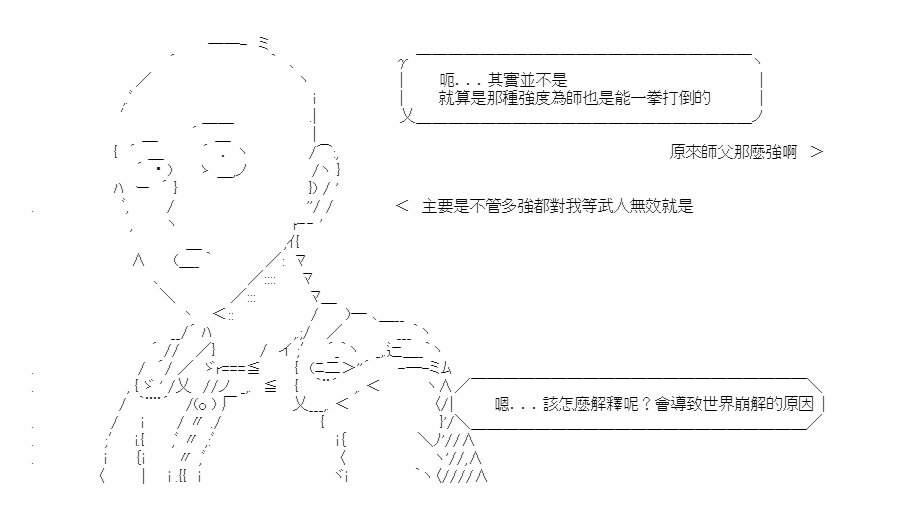 呃...其實並不是
就算是那種強度為師也是能一拳打倒的
原來師父那麼強啊
主要是不管多強都對我等武人無效就是
嗯...該怎麼解釋呢？會導致世界崩解的原因